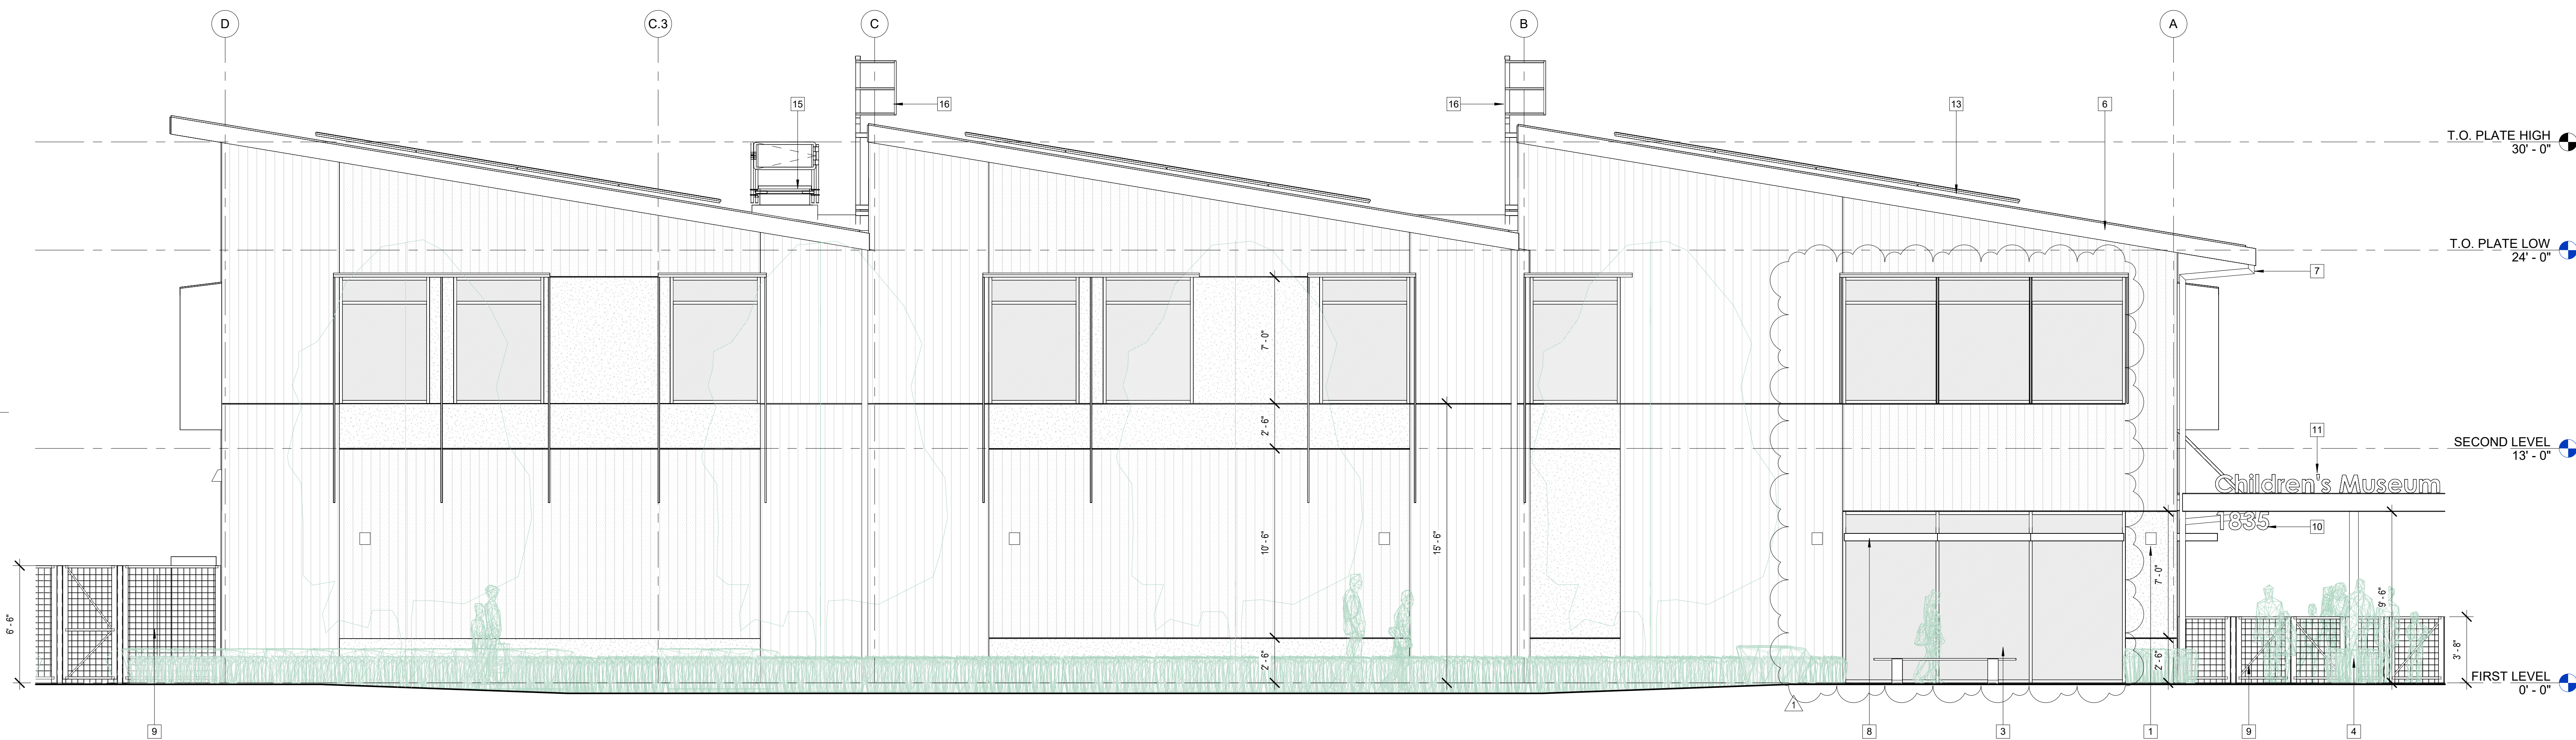 D
C.3
C
B
A
15
16
16
13
6
T.O. PLATE HIGH
30' - 0"
T.O. PLATE LOW
24' - 0"
7
7' - 0"
2' - 6"
11
SECOND LEVEL
13' - 0"
Children's Museum
1835
10
10' - 6"
15' - 6"
7' - 0"
9' - 6"
6' - 6"
3' - 8"
2' - 6"
2' - 6"
FIRST LEVEL
0' - 0"
1
9
8
3
1
9
4